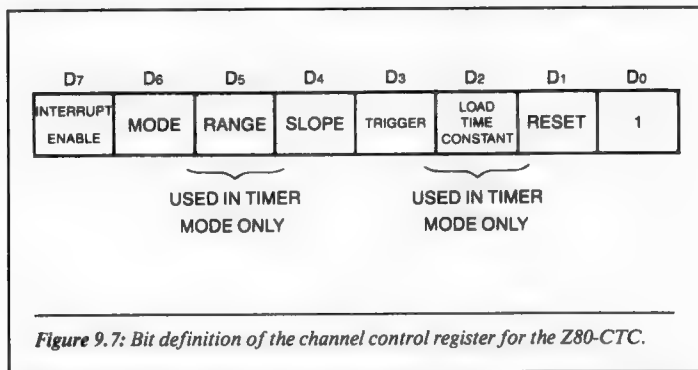 D7 D6 D5 D4 D3 D2 D1 D0
INTERRUPT
ENABLE
MODE
RANGE
SLOPE
TRIGGER
LOAD
TIME
CONSTANT
RESET
1
USED IN TIMER
MODE ONLY
USED IN TIMER
MODE ONLY
Figure 9.7: Bit definition of the channel control register for the Z80-CTC.